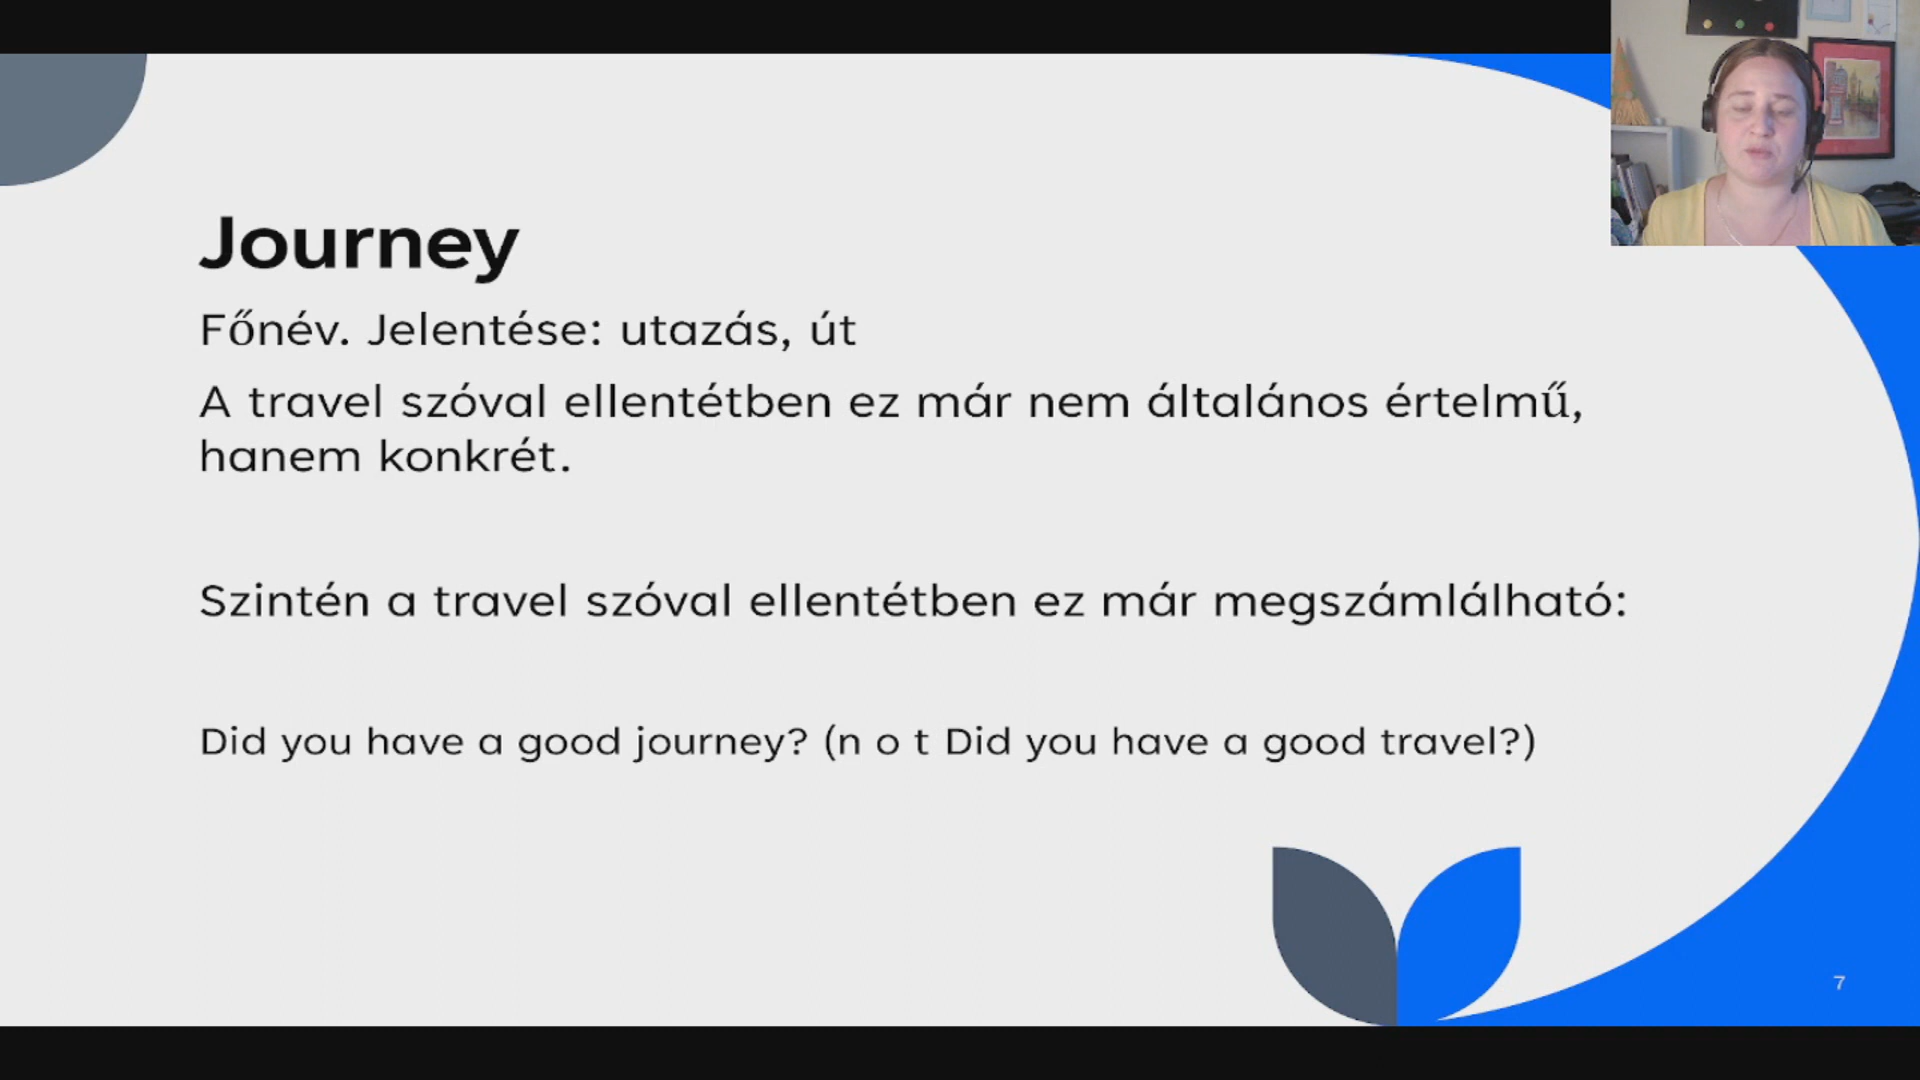 Journey
Főnév. Jelentése: utazás, út
A travel szóval ellentétben ez már nem általános értelmű,
hanem konkrét.
Szintén a travel szóval ellentétben ez már megszámlálható:
Did you have a good journey? (n o t Did you have a good travel?)
7